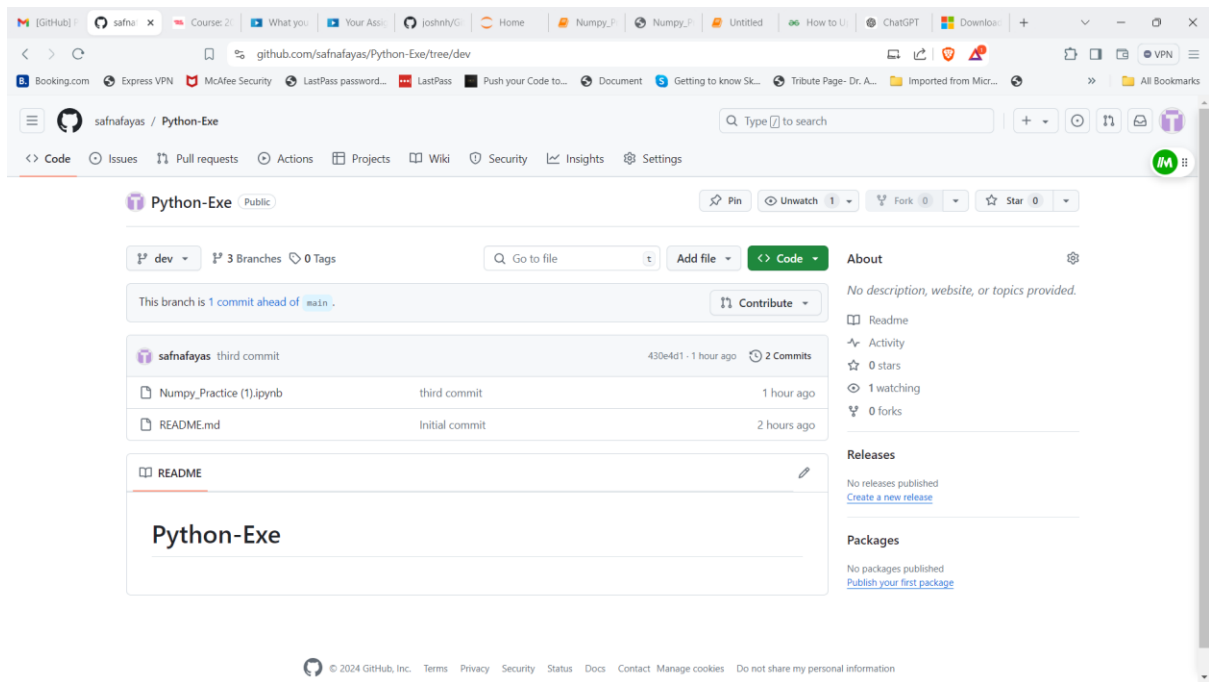 [GitHub] P
safna
Course: 20
What you
Your Assig
joshnh/Gi
Home
Numpy_Pr
Numpy_Pr
Untitled
How to U
ChatGPT
Downloac
github.com/safnafayas/Python-Exe/tree/dev
VPN
Booking.com
Express VPN
McAfee Security
LastPass password...
LastPass
Push your Code to...
Document
Getting to know Sk...
Tribute Page- Dr. A...
Imported from Micr...
All Bookmarks
safnafayas / Python-Exe
Type / to search
Code
Issues
Pull requests
Actions
Projects
Wiki
Security
Insights
Settings
Python-Exe Public
Pin
Unwatch 1
Fork 0
Star 0
dev
3 Branches
0 Tags
Go to file t
Add file
<> Code
This branch is 1 commit ahead of main .
Contribute
safnafayas third commit
430e4d1 · 1 hour ago
2 Commits
Numpy_Practice (1).ipynb third commit 1 hour ago
README.md Initial commit 2 hours ago
README
Python-Exe
About
No description, website, or topics provided.
Readme
Activity
0 stars
1 watching
0 forks
Releases
No releases published
Create a new release
Packages
No packages published
Publish your first package
© 2024 GitHub, Inc. Terms Privacy Security Status Docs Contact Manage cookies Do not share my personal information